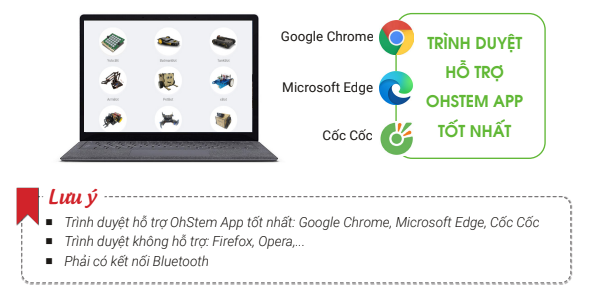 Google Chrome
Microsoft Edge
Cốc Cốc
TRÌNH DUYỆT
HỖ TRỢ
OHSTEM APP
TỐT NHẤT
Lưu ý
Trình duyệt hỗ trợ OhStem App tốt nhất: Google Chrome, Microsoft Edge, Cốc Cốc
Trình duyệt không hỗ trợ: Firefox, Opera,...
Phải có kết nối Bluetooth